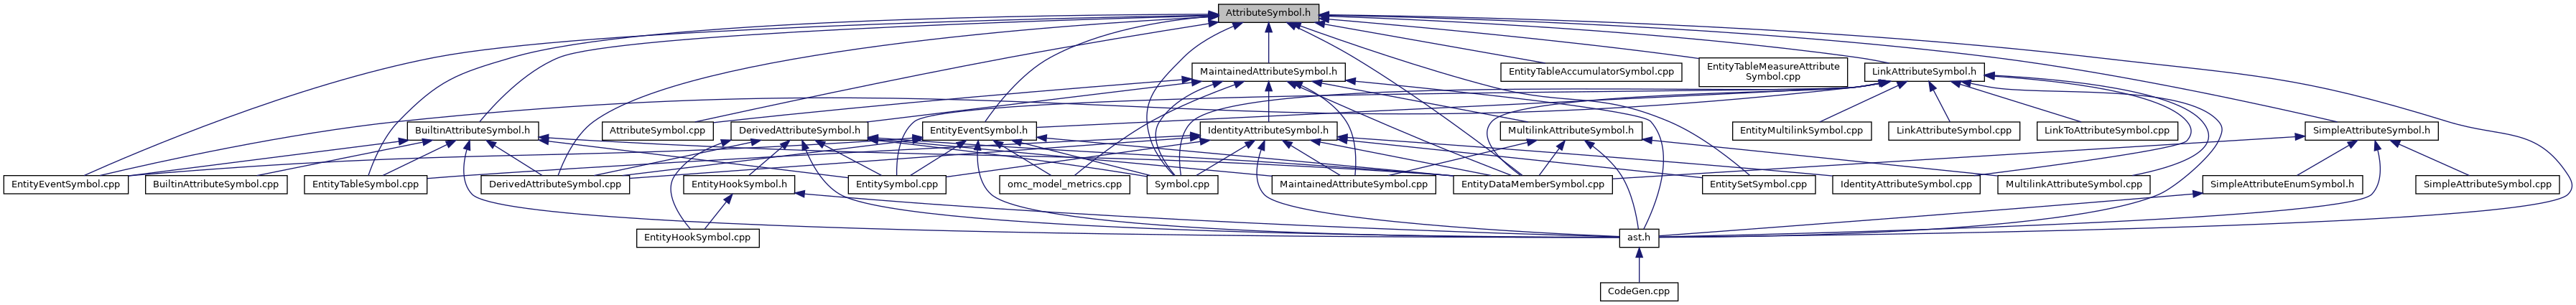 AttributeSymbol.h
MaintainedAttributeSymbol.h
EntityTableAccumulatorSymbol.cpp
EntityTableMeasureAttribute
Symbol.cpp
LinkAttributeSymbol.h
BuiltinAttributeSymbol.h
AttributeSymbol.cpp
DerivedAttributeSymbol.h
EntityEventSymbol.h
IdentityAttributeSymbol.h
MultilinkAttributeSymbol.h
EntityMultilinkSymbol.cpp
LinkAttributeSymbol.cpp
LinkToAttributeSymbol.cpp
SimpleAttributeSymbol.h
EntityEventSymbol.cpp
BuiltinAttributeSymbol.cpp
EntityTableSymbol.cpp
DerivedAttributeSymbol.cpp
EntityHookSymbol.h
EntitySymbol.cpp
omc_model_metrics.cpp
Symbol.cpp
MaintainedAttributeSymbol.cpp
EntityDataMemberSymbol.cpp
EntitySetSymbol.cpp
IdentityAttributeSymbol.cpp
MultilinkAttributeSymbol.cpp
SimpleAttributeEnumSymbol.h
SimpleAttributeSymbol.cpp
EntityHookSymbol.cpp
ast.h
CodeGen.cpp